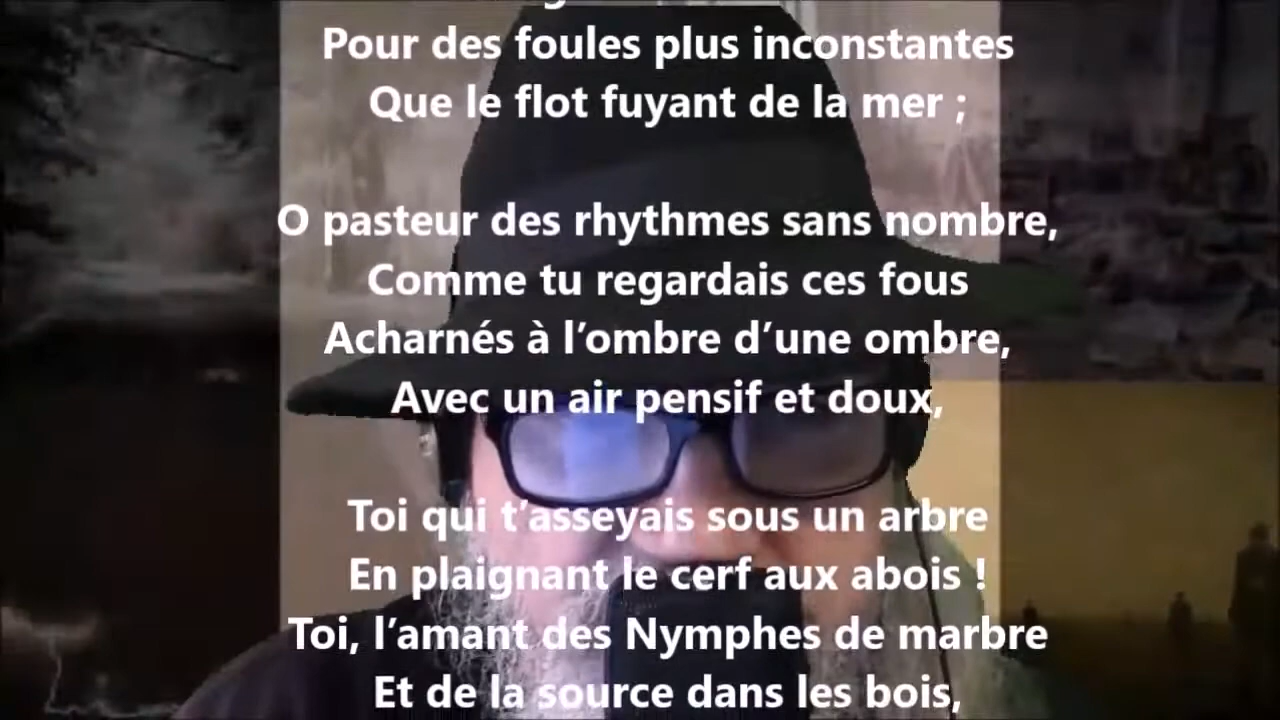 Pour des foules plus inconstantes
Que le flot fuyant de la mer ;
O pasteur des rhythmes sans nombre,
Comme tu regardais ces fous
Acharnés à l’ombre d’une ombre,
Avec un air pensif et doux,
Toi qui t’asseyais sous un arbre
En plaignant le cerf aux abois !
Toi, l’amant des Nymphes de marbre
Et de la source dans les bois,